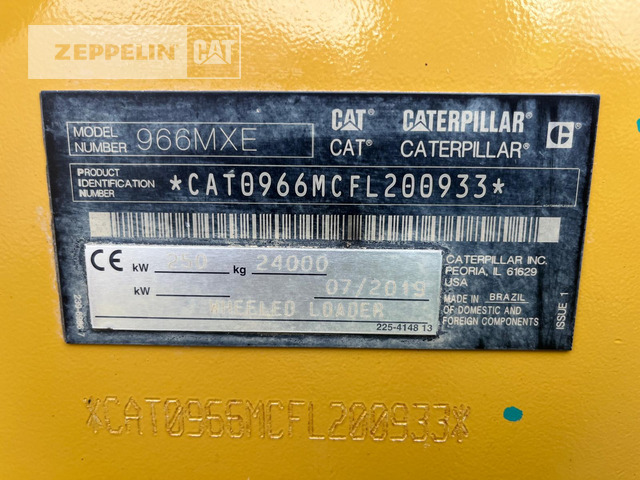 ZEPPELIN CAT
MODEL NUMBER 966MXE
CAT® CATERPILLAR®
CAT® CATERPILLAR®
PRODUCT IDENTIFICATION NUMBER *CAT0966MCFL200933*
CE kW 250 kg 24000
kW 07/2019
WHEELED LOADER
225-4148 13
CATERPILLAR INC.
PEORIA, IL 61629
USA
MADE IN BRAZIL
OF DOMESTIC AND
FOREIGN COMPONENTS
ISSUE 1
*CAT0966MCFL200933*